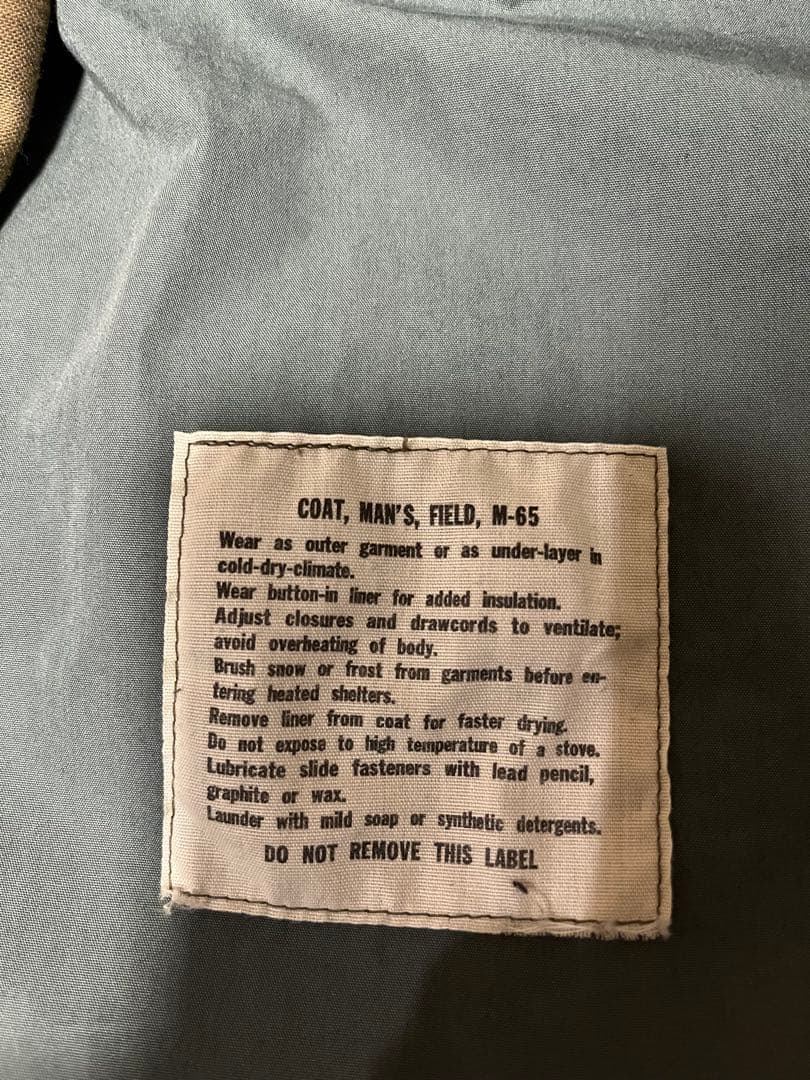 COAT, MAN'S, FIELD, M-65
Wear as outer garment or as under-layer in
cold-dry-climate.
Wear button-in liner for added insulation.
Adjust closures and drawcords to ventilate;
avoid overheating of body.
Brush snow or frost from garments before en-
tering heated shelters.
Remove liner from coat for faster drying.
Do not expose to high temperature of a stove.
Lubricate slide fasteners with lead pencil,
graphite or wax.
Launder with mild soap or synthetic detergents.
DO NOT REMOVE THIS LABEL